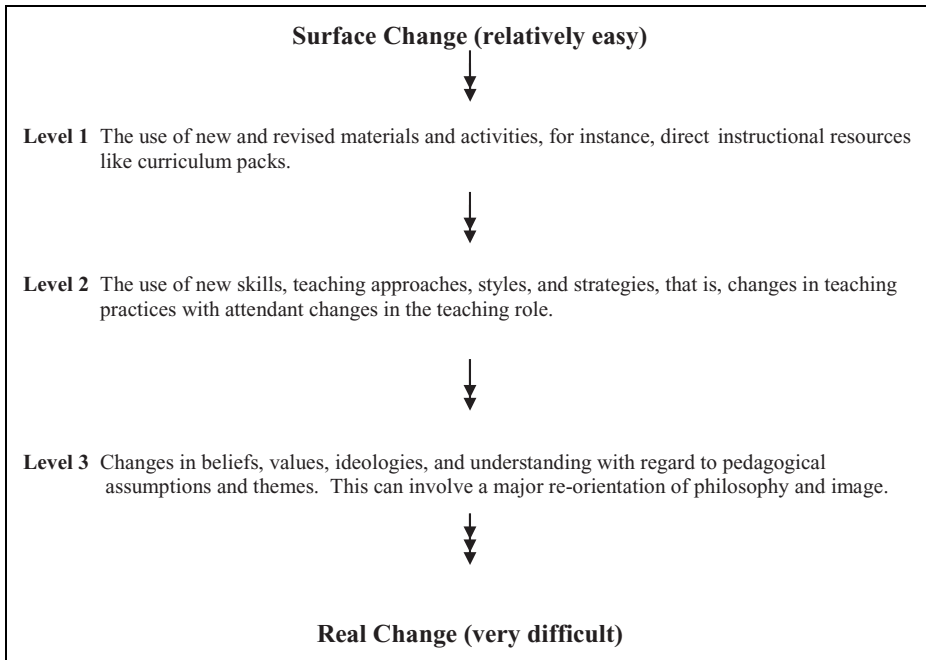 Surface Change (relatively easy)
Level 1 The use of new and revised materials and activities, for instance, direct instructional resources
like curriculum packs.
Level 2 The use of new skills, teaching approaches, styles, and strategies, that is, changes in teaching
practices with attendant changes in the teaching role.
Level 3 Changes in beliefs, values, ideologies, and understanding with regard to pedagogical
assumptions and themes. This can involve a major re-orientation of philosophy and image.
Real Change (very difficult)